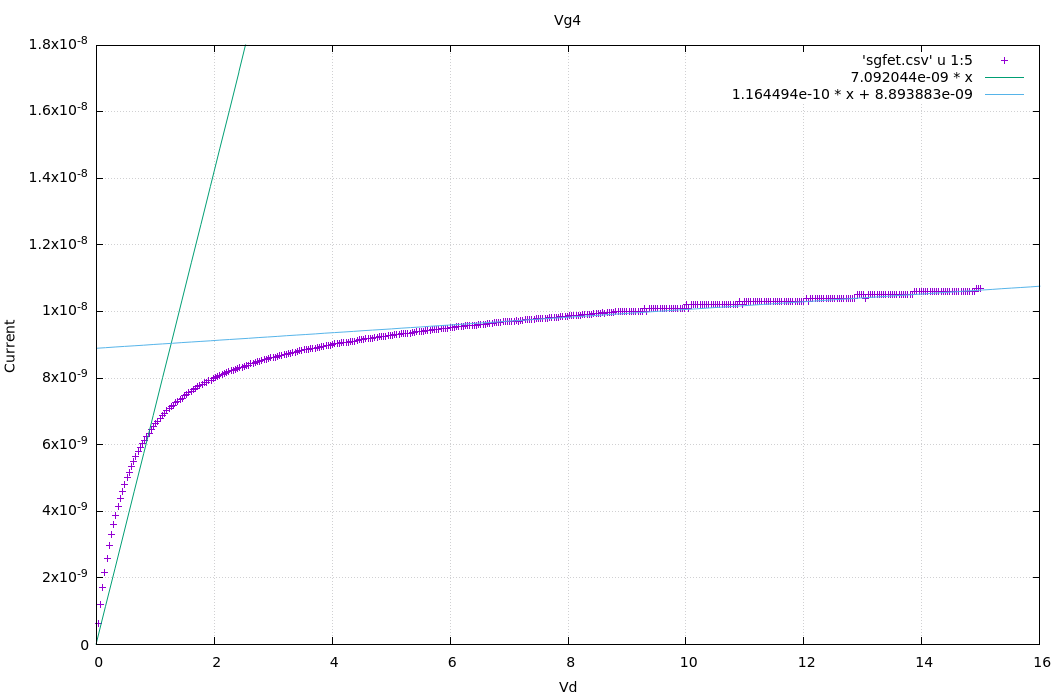 Vg4
'sgfet.csv' u 1:5
7.092044e-09 * x
1.164494e-10 * x + 8.893883e-09
1.8x10⁻⁸
1.6x10⁻⁸
1.4x10⁻⁸
1.2x10⁻⁸
1x10⁻⁸
8x10⁻⁹
6x10⁻⁹
4x10⁻⁹
2x10⁻⁹
0
Current
0 2 4 6 8 10 12 14 16
Vd